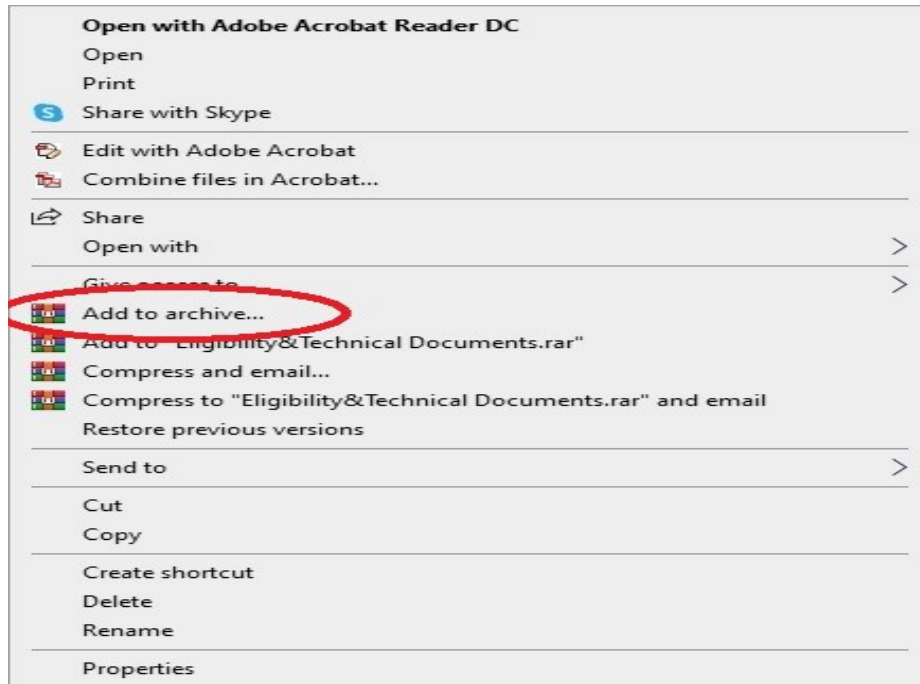 Open with Adobe Acrobat Reader DC
Open
Print
S Share with Skype
Edit with Adobe Acrobat
Combine files in Acrobat...
Share
Open with
Give access to
Add to archive...
Add to "Eligibility&Technical Documents.rar"
Compress and email...
Compress to "Eligibility&Technical Documents.rar" and email
Restore previous versions
Send to
Cut
Copy
Create shortcut
Delete
Rename
Properties